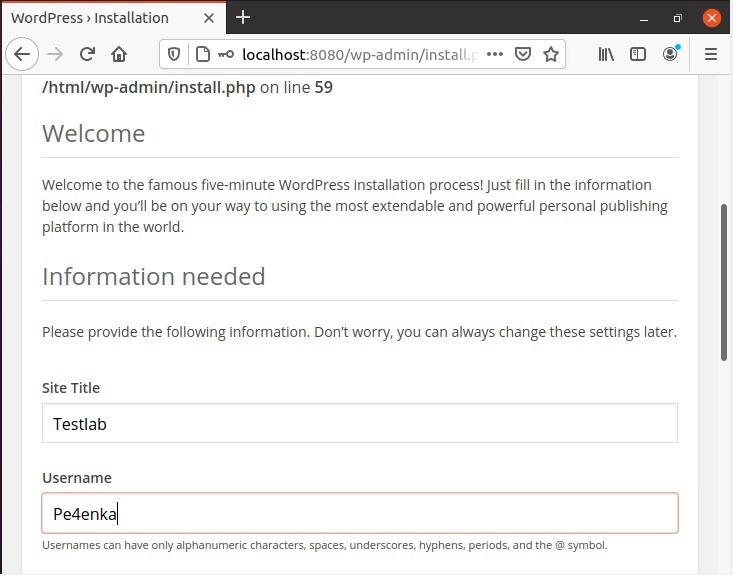 WordPress › Installation
localhost:8080/wp-admin/install.p
/html/wp-admin/install.php on line 59
Welcome
Welcome to the famous five-minute WordPress installation process! Just fill in the information
below and you’ll be on your way to using the most extendable and powerful personal publishing
platform in the world.
Information needed
Please provide the following information. Don’t worry, you can always change these settings later.
Site Title
Testlab
Username
Pe4enka
Usernames can have only alphanumeric characters, spaces, underscores, hyphens, periods, and the @ symbol.